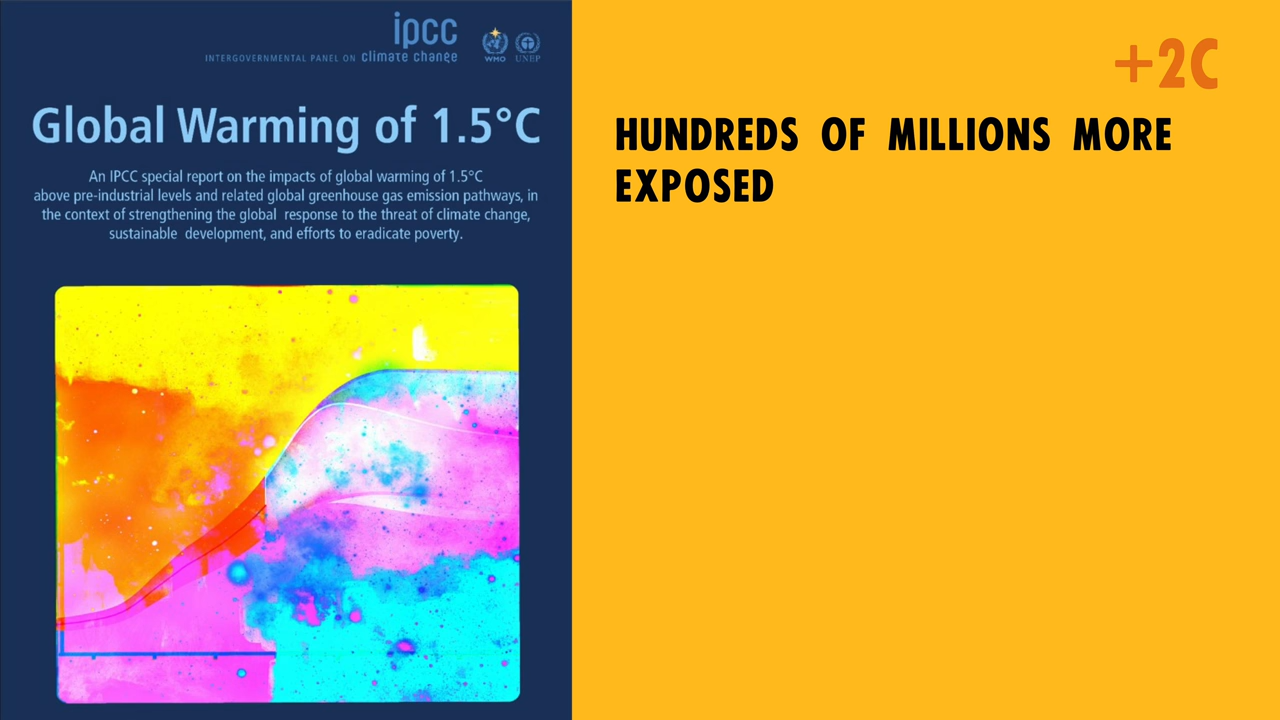 ipcc
INTERGOVERNMENTAL PANEL ON climate change
WMO UNEP
Global Warming of 1.5°C
An IPCC special report on the impacts of global warming of 1.5°C
above pre-industrial levels and related global greenhouse gas emission pathways, in
the context of strengthening the global response to the threat of climate change,
sustainable development, and efforts to eradicate poverty.
+2C
HUNDREDS OF MILLIONS MORE
EXPOSED